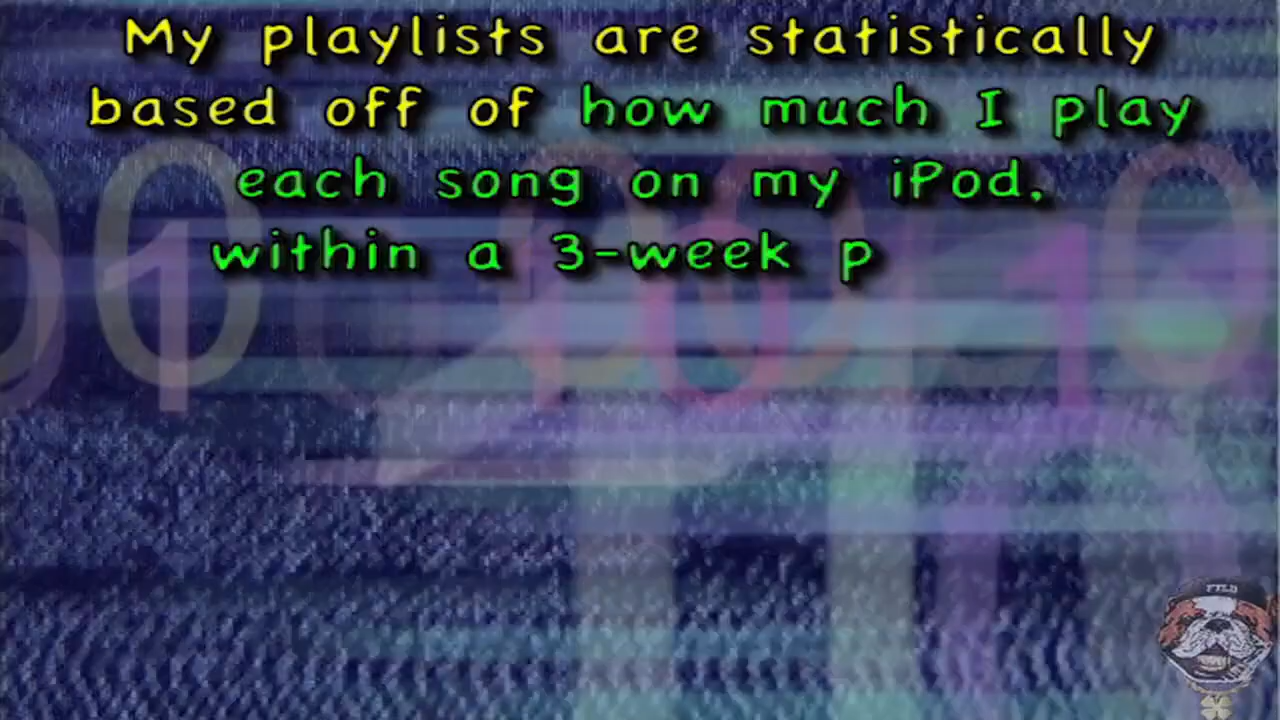 My playlists are statistically
based off of how much I play
each song on my iPod,
within a 3-week p